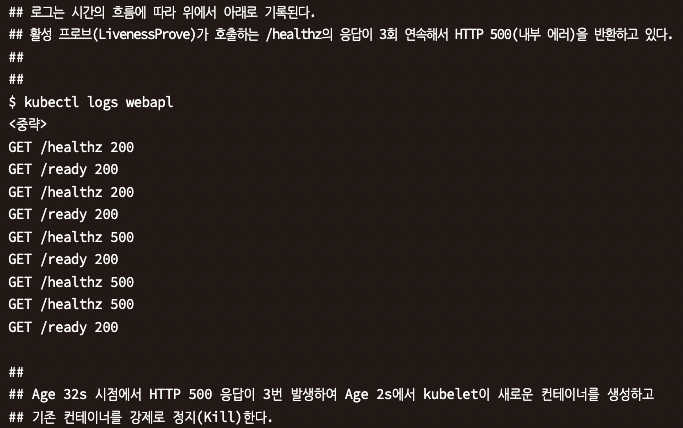 ## 로그는 시간의 흐름에 따라 위에서 아래로 기록된다.
## 활성 프로브(LivenessProve)가 호출하는 /healthz의 응답이 3회 연속해서 HTTP 500(내부 에러)을 반환하고 있다.
##
##
$ kubectl logs webapl
<중략>
GET /healthz 200
GET /ready 200
GET /healthz 200
GET /ready 200
GET /healthz 500
GET /ready 200
GET /healthz 500
GET /healthz 500
GET /ready 200
##
## Age 32s 시점에서 HTTP 500 응답이 3번 발생하여 Age 2s에서 kubelet이 새로운 컨테이너를 생성하고
## 기존 컨테이너를 강제로 정지(Kill)한다.